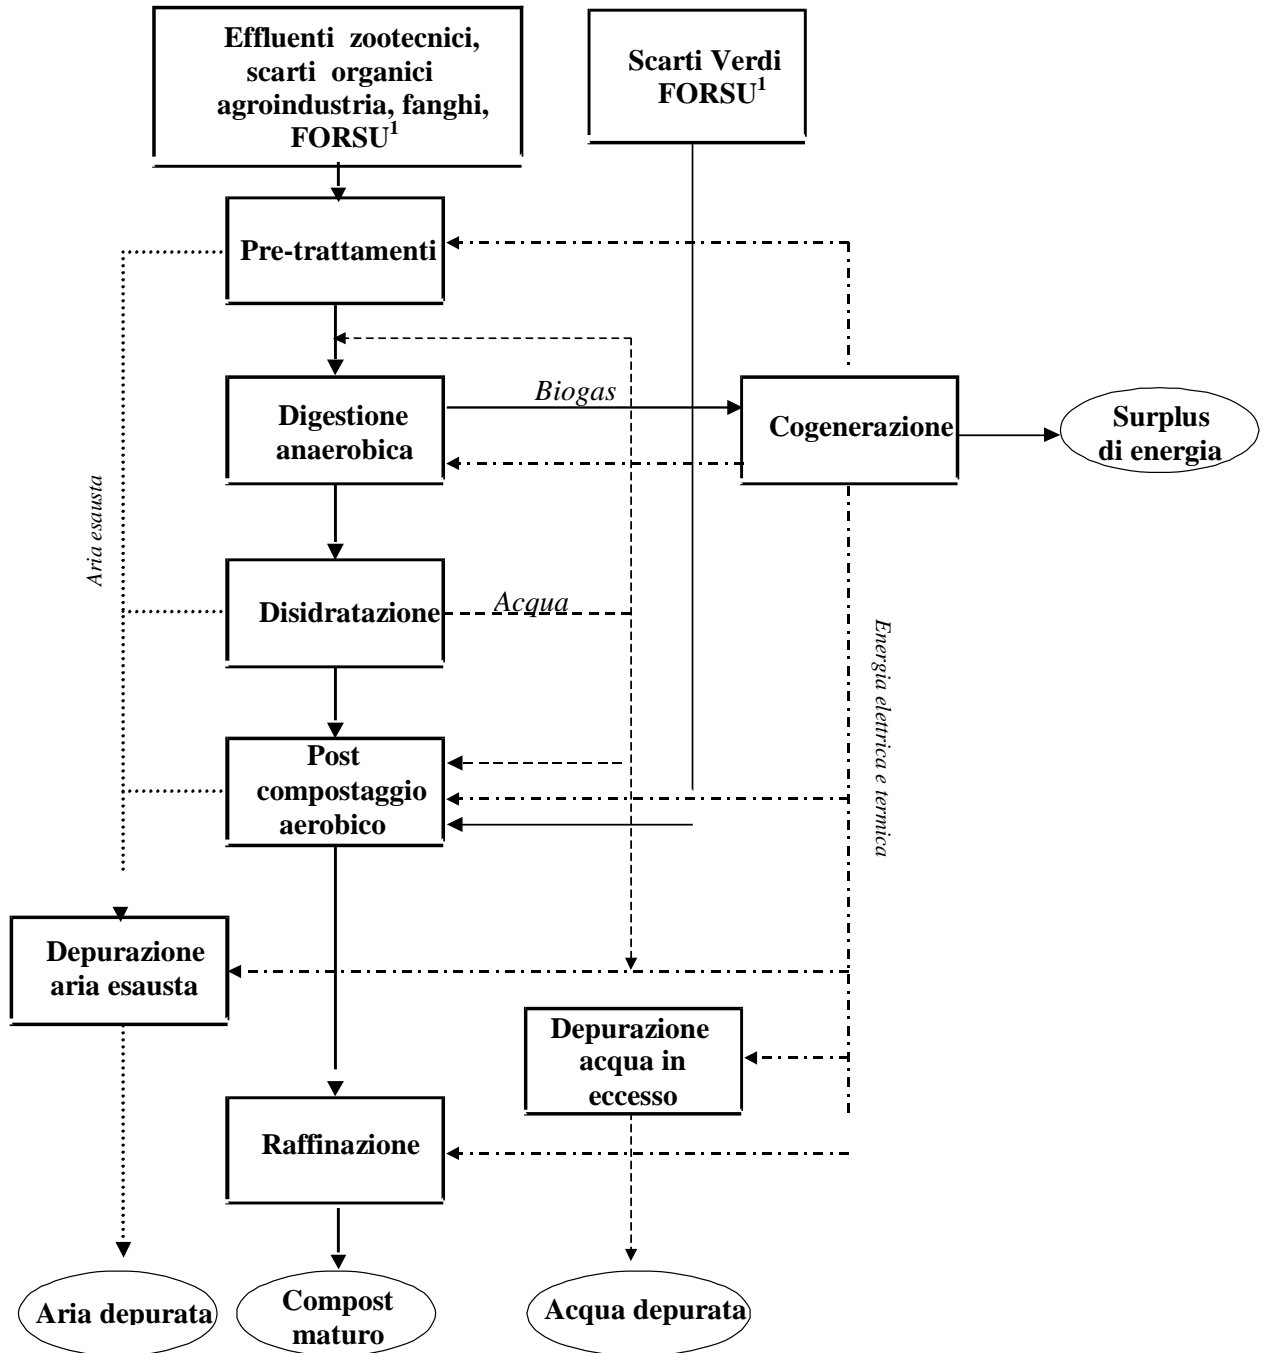 Effluenti zootecnici,
scarti organici
agroindustria, fanghi,
FORSU¹
Scarti Verdi
FORSU¹
Pre-trattamenti
Biogas
Digestione
anaerobica
Cogenerazione
Surplus
di energia
Aria esausta
Disidratazione
Acqua
Energia elettrica e termica
Post
compostaggio
aerobico
Depurazione
aria esausta
Depurazione
acqua in
eccesso
Raffinazione
Aria depurata
Compost
maturo
Acqua depurata